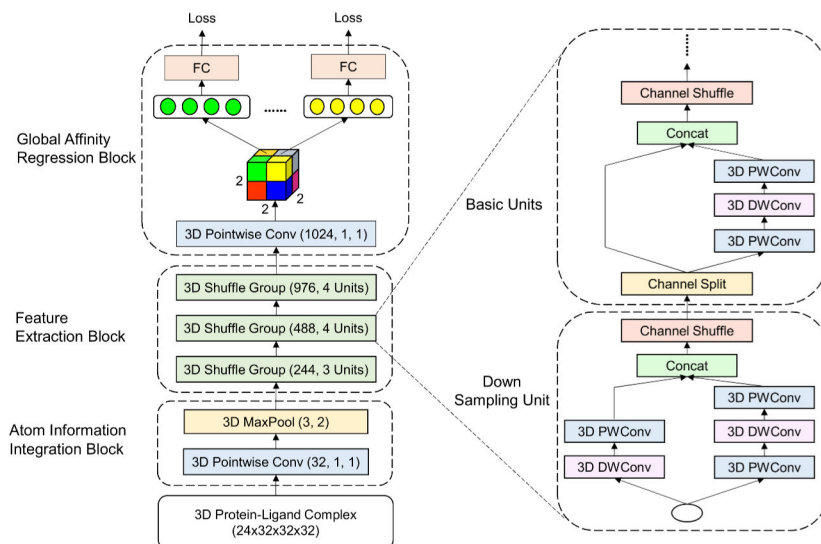 Loss
Loss
FC
FC
......
Global Affinity
Regression Block
2
2
2
3D Pointwise Conv (1024, 1, 1)
3D Shuffle Group (976, 4 Units)
Feature
Extraction Block
3D Shuffle Group (488, 4 Units)
3D Shuffle Group (244, 3 Units)
3D MaxPool (3, 2)
Atom Information
Integration Block
3D Pointwise Conv (32, 1, 1)
3D Protein-Ligand Complex
(24x32x32x32)
Channel Shuffle
Concat
3D PWConv
Basic Units
3D DWConv
3D PWConv
Channel Split
Channel Shuffle
Concat
Down
Sampling Unit
3D PWConv
3D PWConv
3D DWConv
3D DWConv
3D PWConv